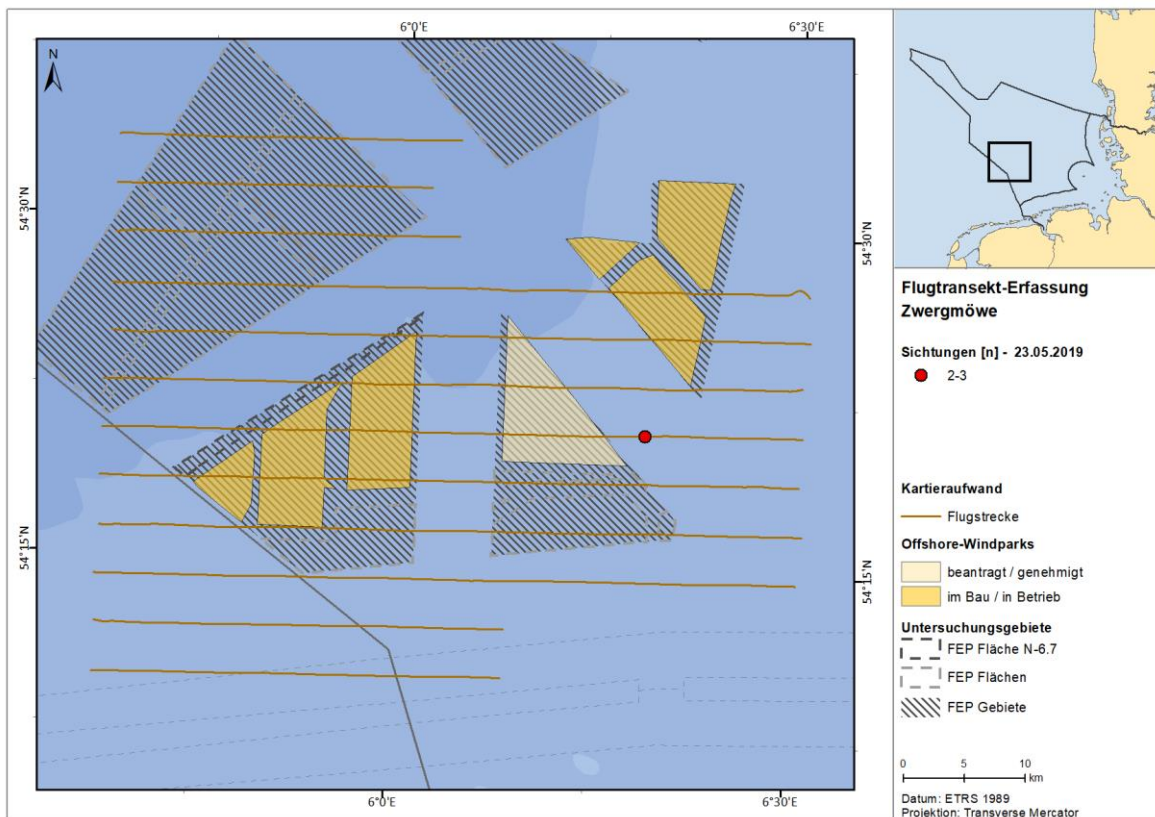 6°0'E
6°30'E
N
54°30'N
54°30'N
54°15'N
54°15'N
6°0'E
6°30'E
Flugtransekt-Erfassung
Zwergmöwe
Sichtungen [n] - 23.05.2019
2-3
Kartieraufwand
Flugstrecke
Offshore-Windparks
beantragt / genehmigt
im Bau / in Betrieb
Untersuchungsgebiete
FEP Fläche N-6.7
FEP Flächen
FEP Gebiete
0 5 10
km
Datum: ETRS 1989
Projektion: Transverse Mercator